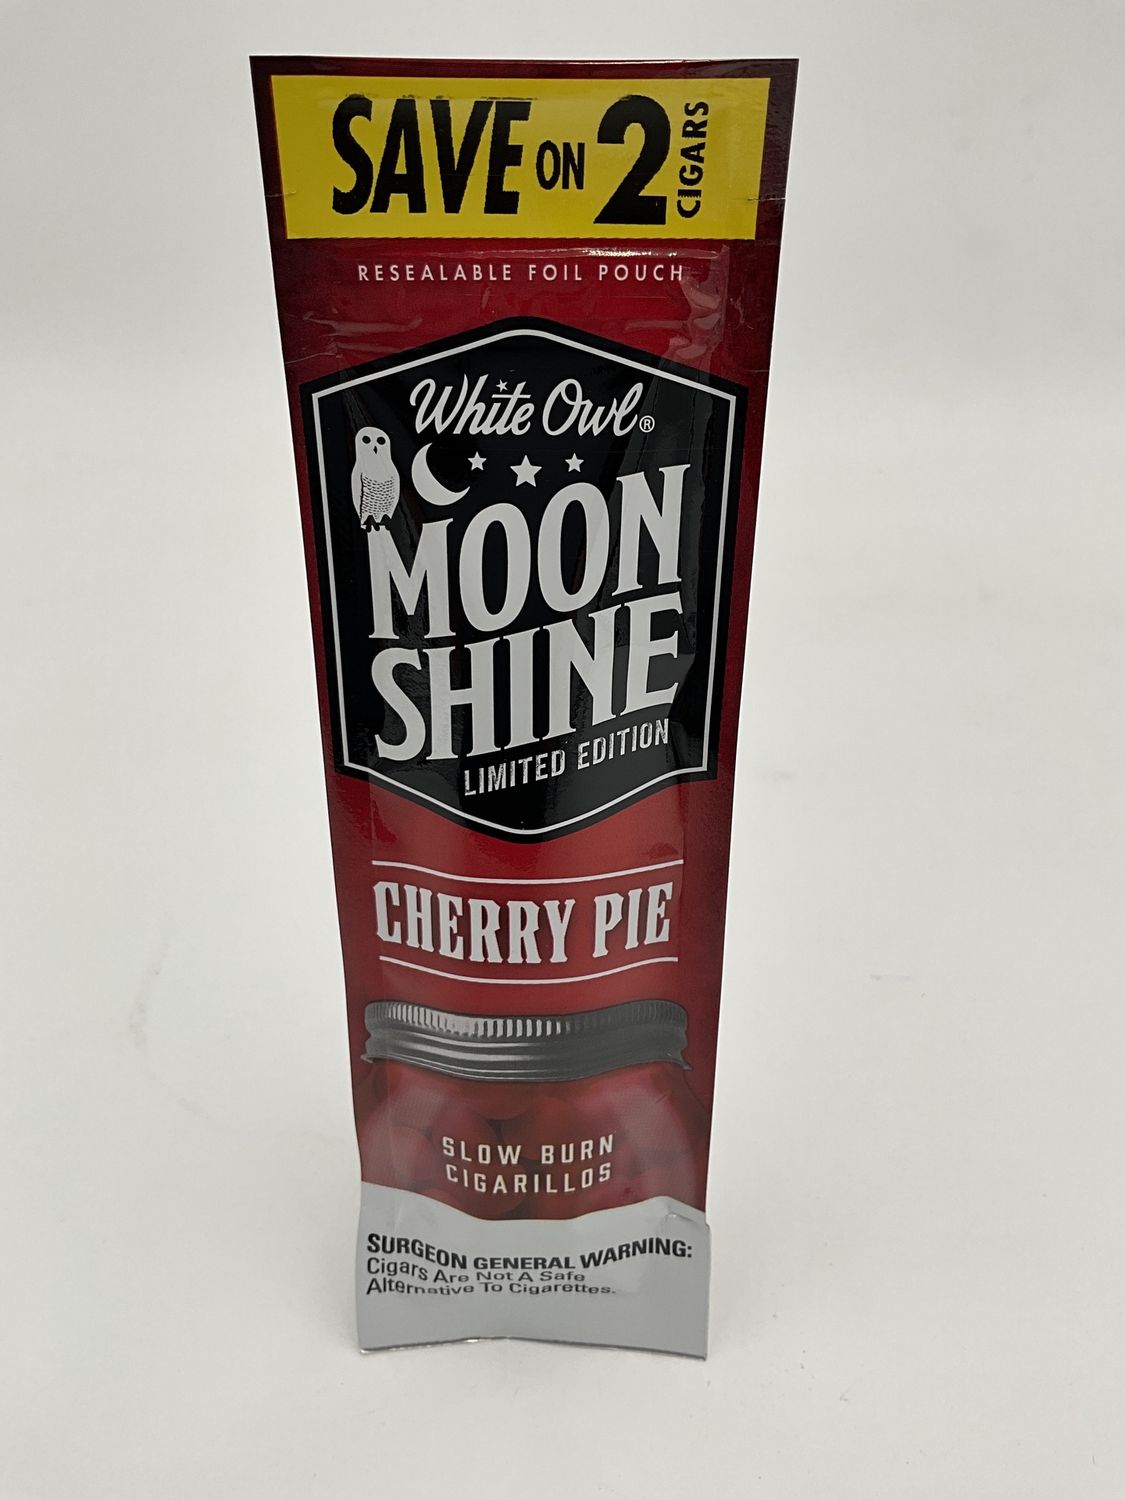 SAVE ON 2 CIGARS
RESEALABLE FOIL POUCH
White Owl®
MOON
SHINE
LIMITED EDITION
CHERRY PIE
SLOW BURN
CIGARILLOS
SURGEON GENERAL WARNING:
Cigars Are Not A Safe
Alternative To Cigarettes.